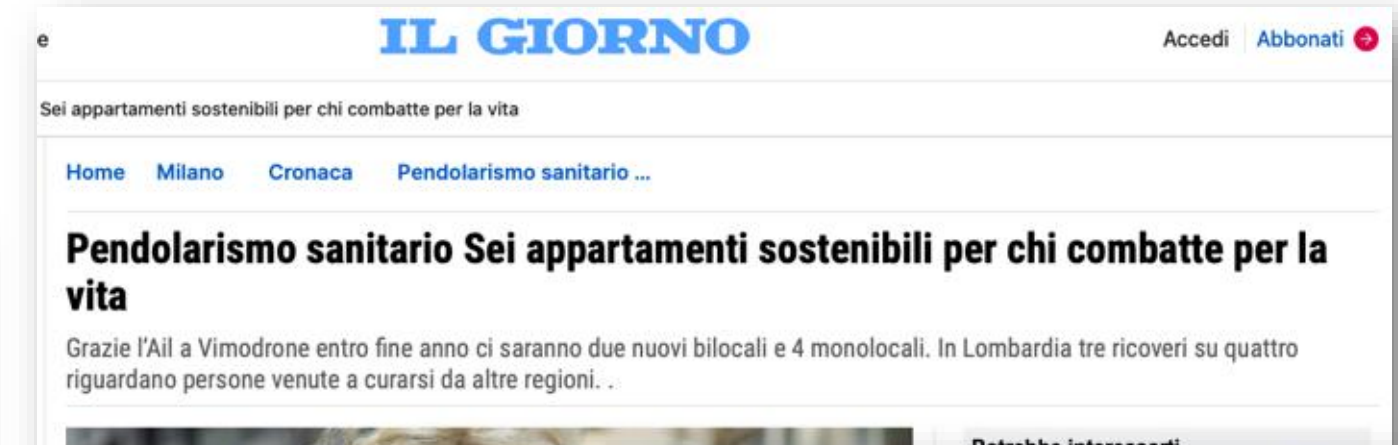 e
IL GIORNO
Accedi Abbonati
Sei appartamenti sostenibili per chi combatte per la vita
Home Milano Cronaca Pendolarismo sanitario ...
Pendolarismo sanitario Sei appartamenti sostenibili per chi combatte per la
vita
Grazie l'Ail a Vimodrone entro fine anno ci saranno due nuovi bilocali e 4 monolocali. In Lombardia tre ricoveri su quattro
riguardano persone venute a curarsi da altre regioni. .
Potrebbe interessarti